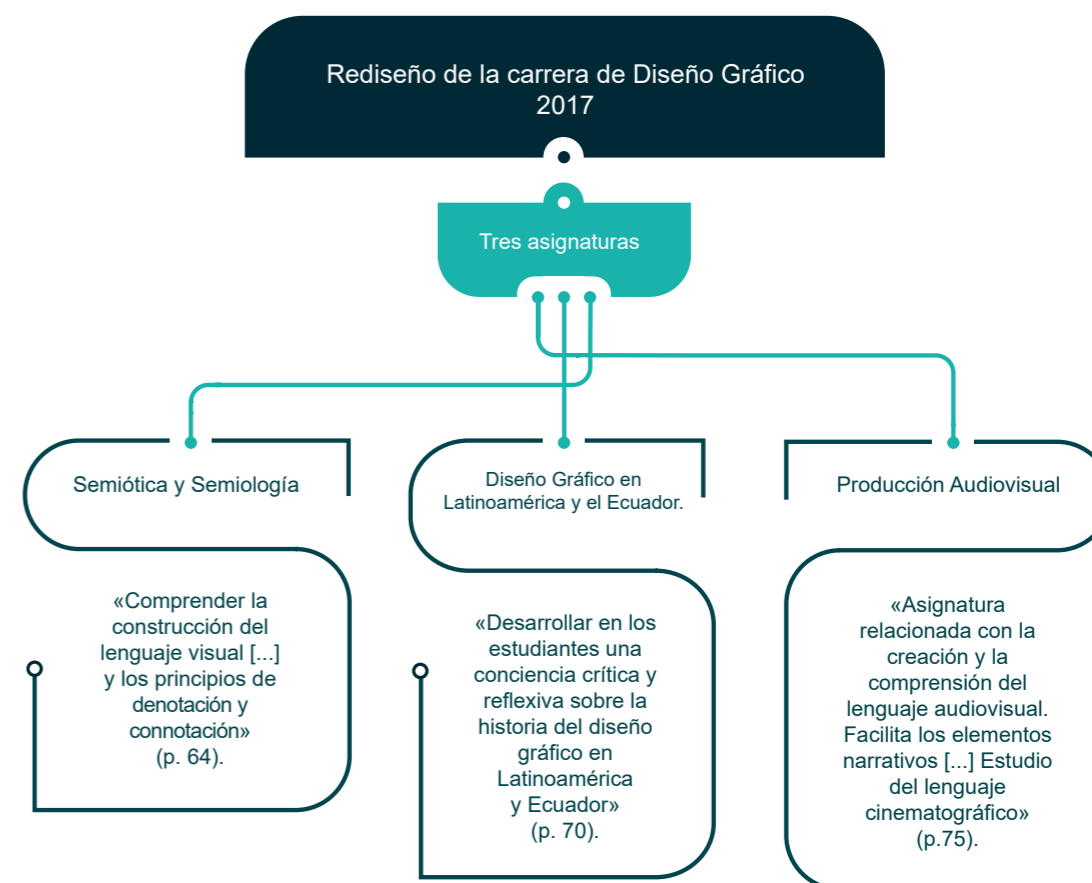 Rediseño de la carrera de Diseño Gráfico
2017
Tres asignaturas
Semiótica y Semiología
«Comprender la
construcción del
lenguaje visual [...]
y los principios de
denotación y
connotación»
(p. 64).
Diseño Gráfico en
Latinoamérica y el Ecuador.
«Desarrollar en los
estudiantes una
conciencia crítica y
reflexiva sobre la
historia del diseño
gráfico en
Latinoamérica
y Ecuador»
(p. 70).
Producción Audiovisual
«Asignatura
relacionada con la
creación y la
comprensión del
lenguaje audiovisual.
Facilita los elementos
narrativos [...] Estudio
del lenguaje
cinematográfico»
(p.75).